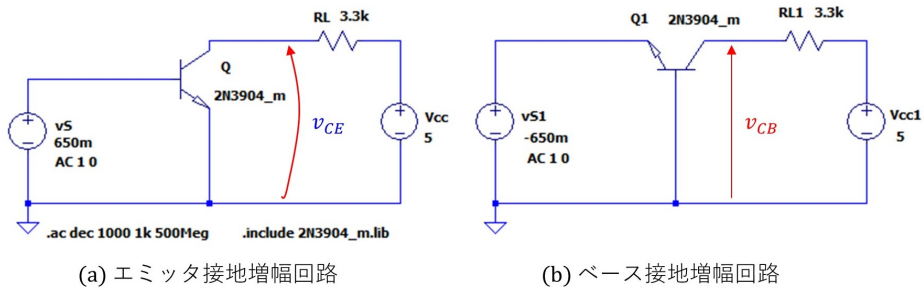 RL 3.3k
Q
2N3904_m
vS
650m
AC 1 0
v_CE
Vcc
5
.ac dec 1000 1k 500Meg
.include 2N3904_m.lib
(a) エミッタ接地増幅回路
Q1 2N3904_m
RL1 3.3k
vS1
-650m
AC 1 0
v_CB
Vcc1
5
(b) ベース接地増幅回路